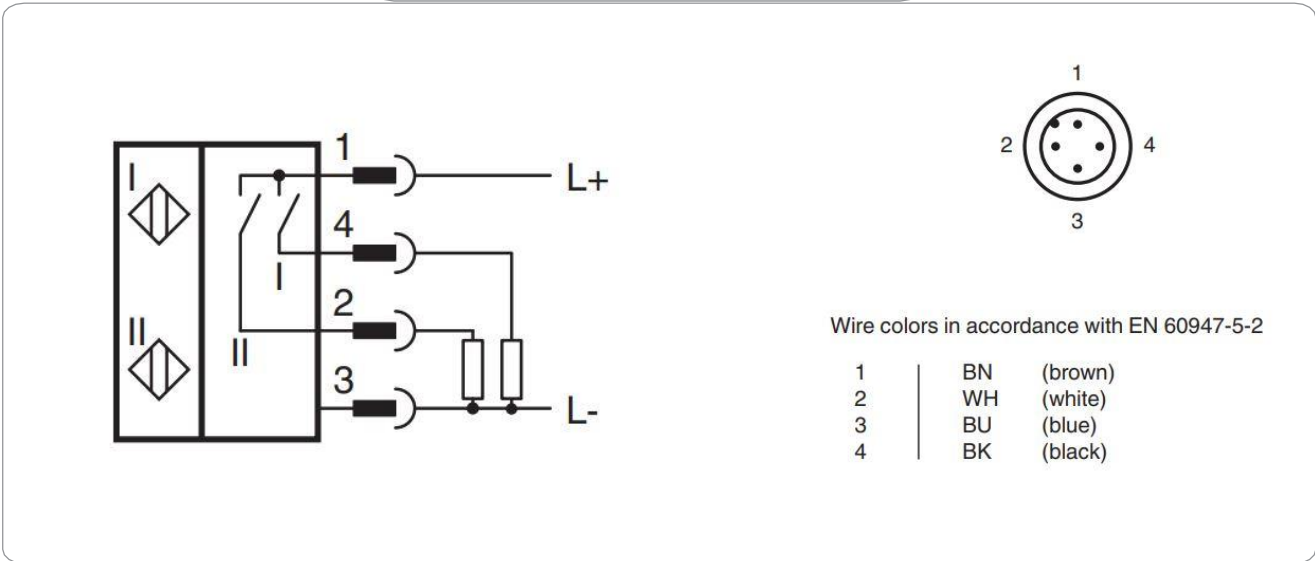 1
L+
I
4
I
2
II
II
3
L-
1
2
4
3
Wire colors in accordance with EN 60947-5-2
1 BN (brown)
2 WH (white)
3 BU (blue)
4 BK (black)